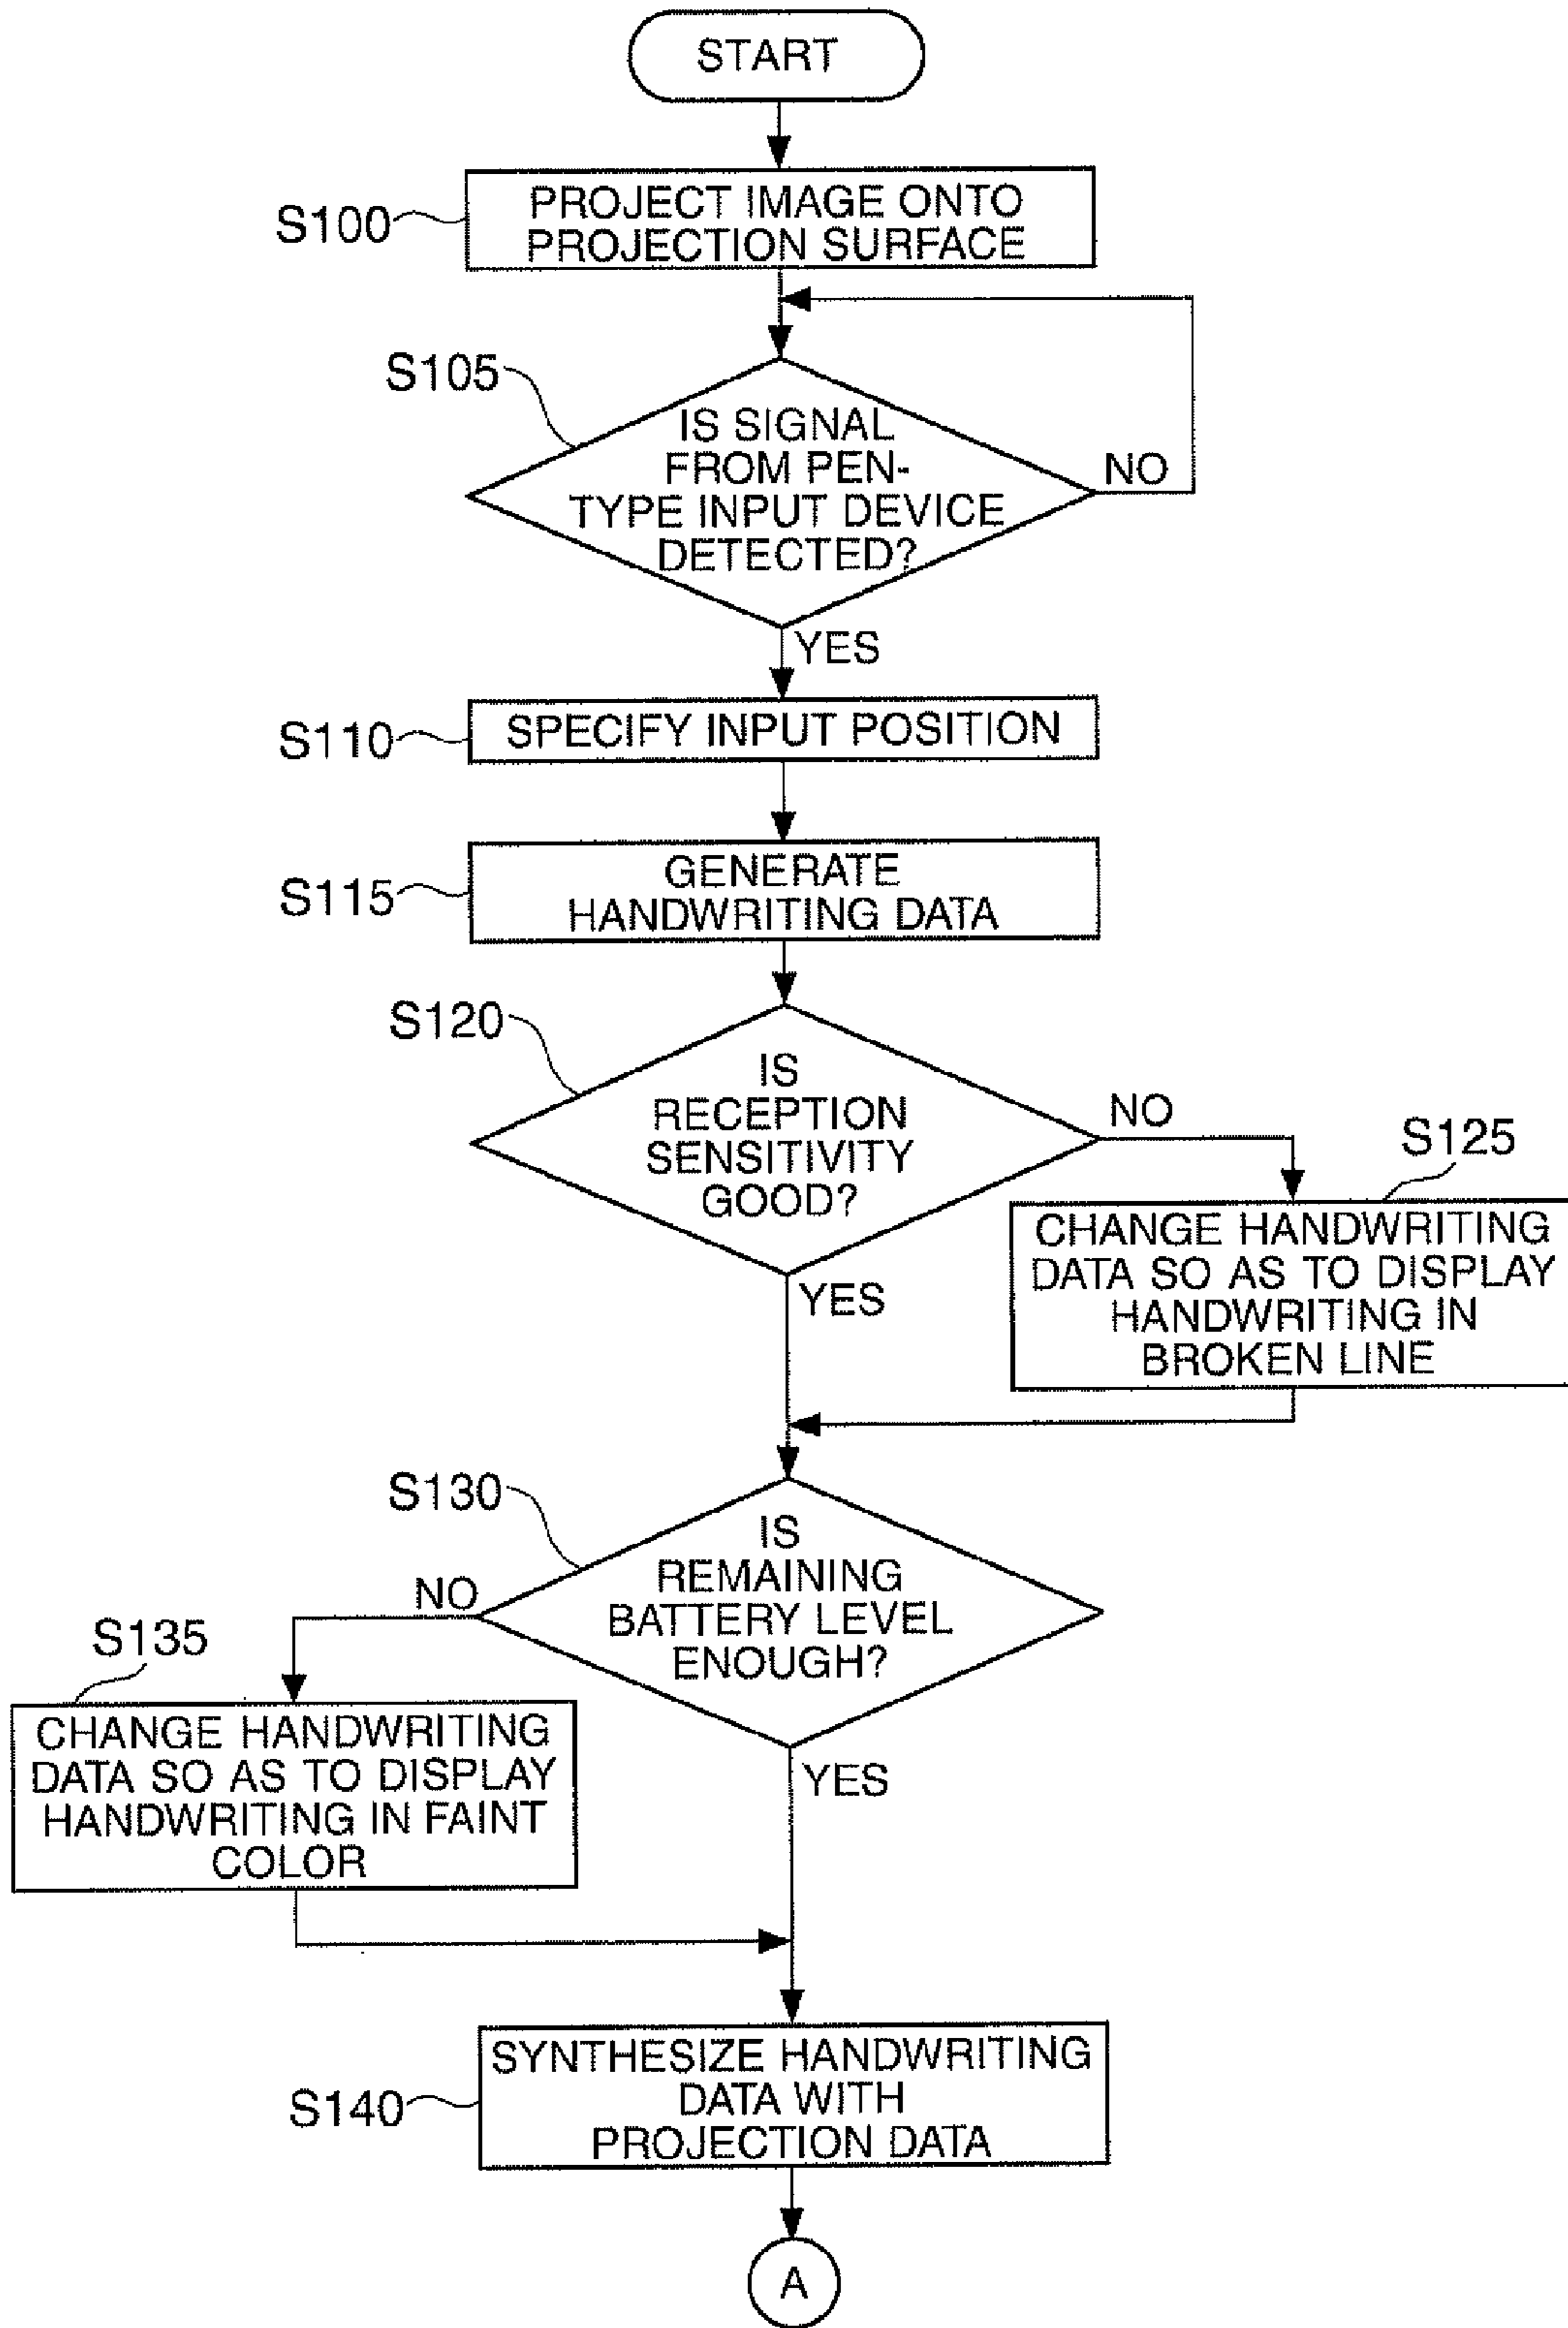 START
S100
PROJECT IMAGE ONTO
PROJECTION SURFACE
S105
IS SIGNAL
FROM PEN-
TYPE INPUT DEVICE
DETECTED?
NO
YES
S110
SPECIFY INPUT POSITION
S115
GENERATE
HANDWRITING DATA
S120
IS
RECEPTION
SENSITIVITY
GOOD?
NO
YES
S125
CHANGE HANDWRITING
DATA SO AS TO DISPLAY
HANDWRITING IN
BROKEN LINE
S130
IS
REMAINING
BATTERY LEVEL
ENOUGH?
NO
YES
S135
CHANGE HANDWRITING
DATA SO AS TO DISPLAY
HANDWRITING IN FAINT
COLOR
S140
SYNTHESIZE HANDWRITING
DATA WITH
PROJECTION DATA
A